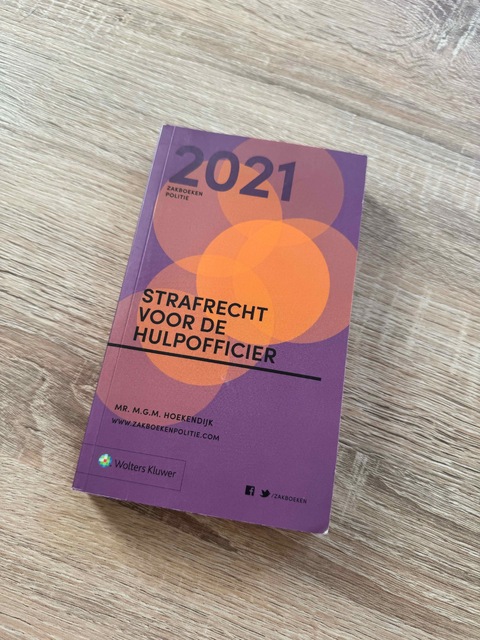 2021
ZAKBOEKEN
POLITIE
STRAFRECHT
VOOR DE
HULPOFFICIER
MR. M.G.M. HOEKENDIJK
WWW.ZAKBOEKENPOLITIE.COM
Wolters Kluwer
/ZAKBOEKEN